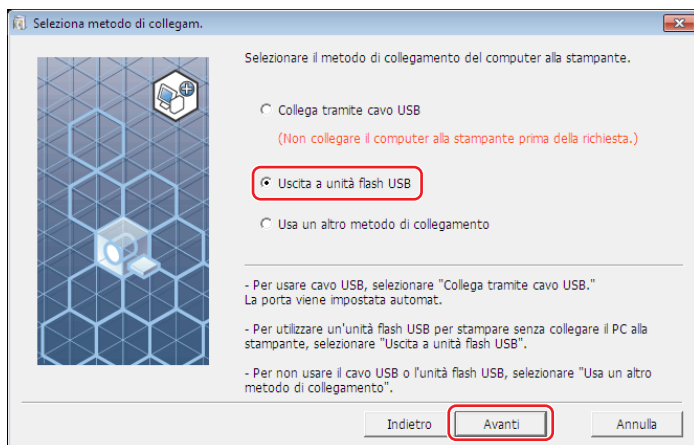 Seleziona metodo di collegam.
Selezionare il metodo di collegamento del computer alla stampante.
Collega tramite cavo USB
(Non collegare il computer alla stampante prima della richiesta.)
Uscita a unità flash USB
Usa un altro metodo di collegamento
- Per usare cavo USB, selezionare "Collega tramite cavo USB."
La porta viene impostata automat.
- Per utilizzare un'unità flash USB per stampare senza collegare il PC alla
stampante, selezionare "Uscita a unità flash USB".
- Per non usare il cavo USB o l'unità flash USB, selezionare "Usa un altro
metodo di collegamento".
Indietro
Avanti
Annulla